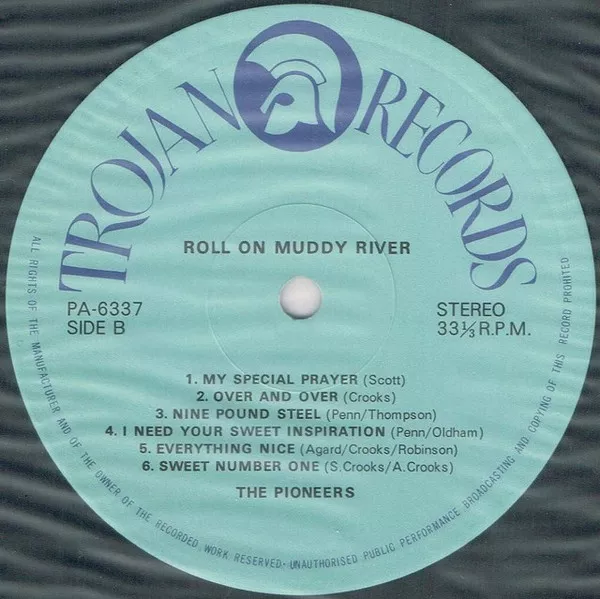 TROJAN RECORDS
ROLL ON MUDDY RIVER
PA-6337
SIDE B
STEREO
33⅓ R.P.M.
1. MY SPECIAL PRAYER (Scott)
2. OVER AND OVER (Crooks)
3. NINE POUND STEEL (Penn/Thompson)
4. I NEED YOUR SWEET INSPIRATION (Penn/Oldham)
5. EVERYTHING NICE (Agard/Crooks/Robinson)
6. SWEET NUMBER ONE (S.Crooks/A.Crooks)
THE PIONEERS
ALL RIGHTS OF THE MANUFACTURER AND OF THE OWNER OF THE RECORDED WORK RESERVED· UNAUTHORISED PUBLIC PERFORMANCE BROADCASTING AND COPYING OF THIS RECORD PROHITED